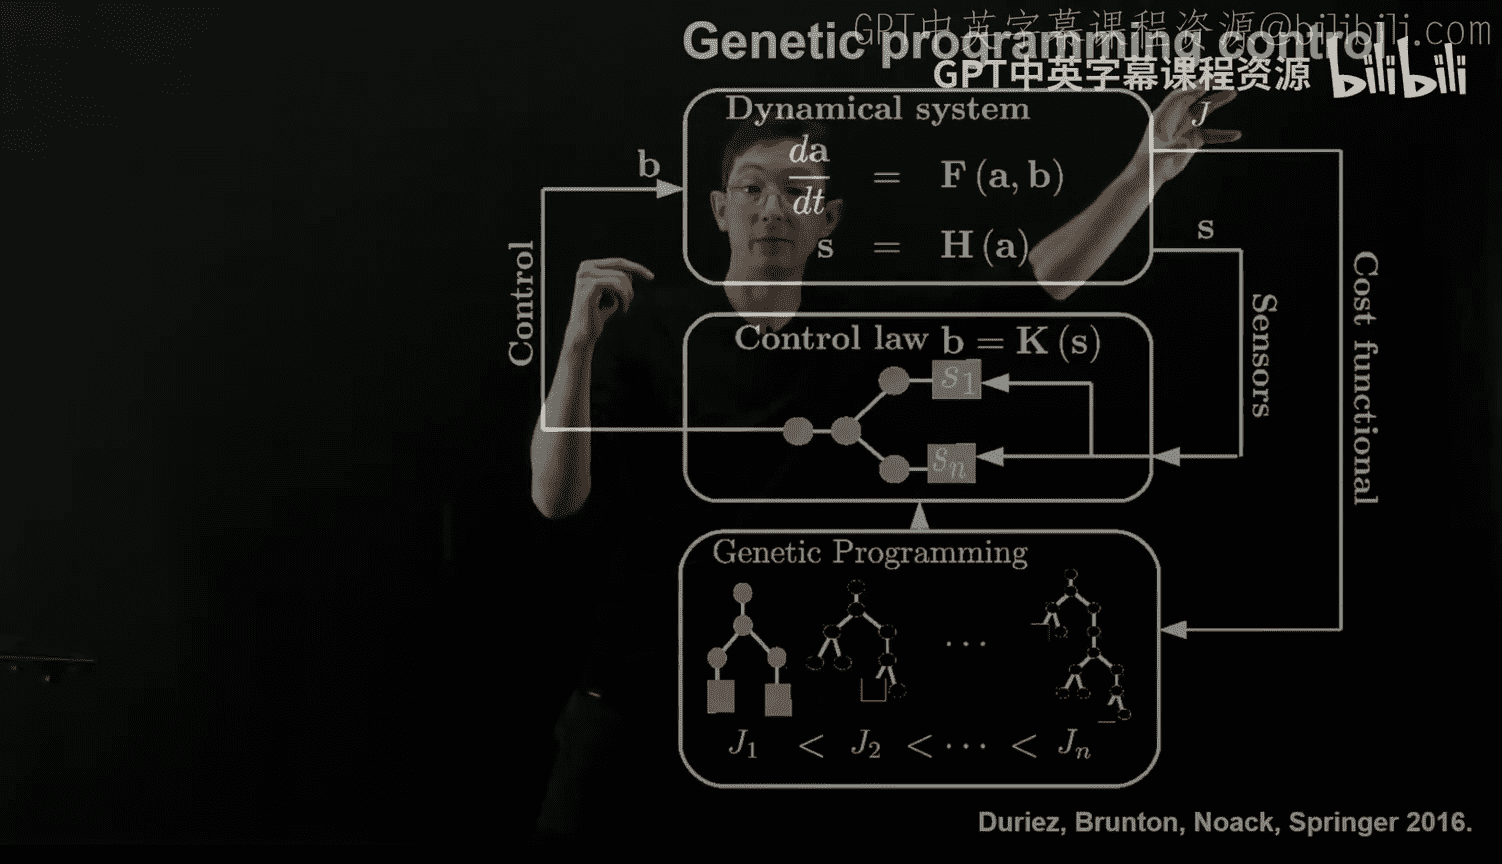 GPT中英字幕课程资源@bilibili.com
Genetic programming control
GPT中英字幕课程资源 bilibili
Dynamical system
J
b
da/dt = F(a, b)
s = H(a)
s
Control
Sensors
Cost functional
Control law b = K(s)
s₁
sₙ
Genetic Programming
...
J₁ < J₂ < ⋯ < Jₙ
Duriez, Brunton, Noack, Springer 2016.